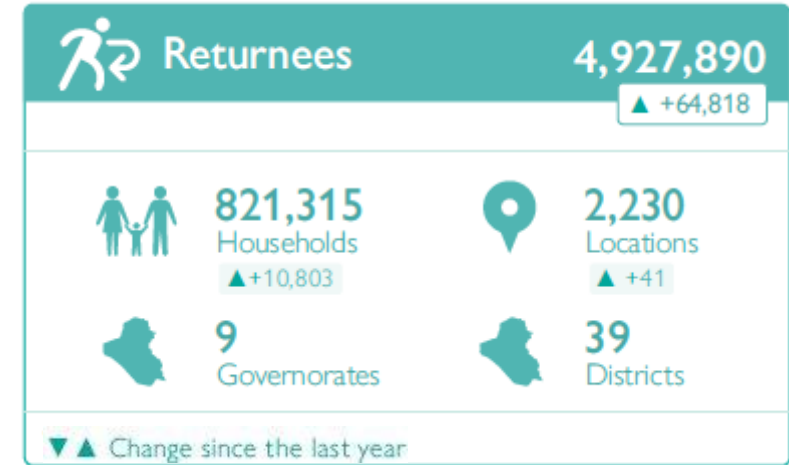 Returnees
4,927,890
▲ +64,818
821,315
Households
▲+10,803
2,230
Locations
▲ +41
9
Governorates
39
Districts
▼ ▲ Change since the last year